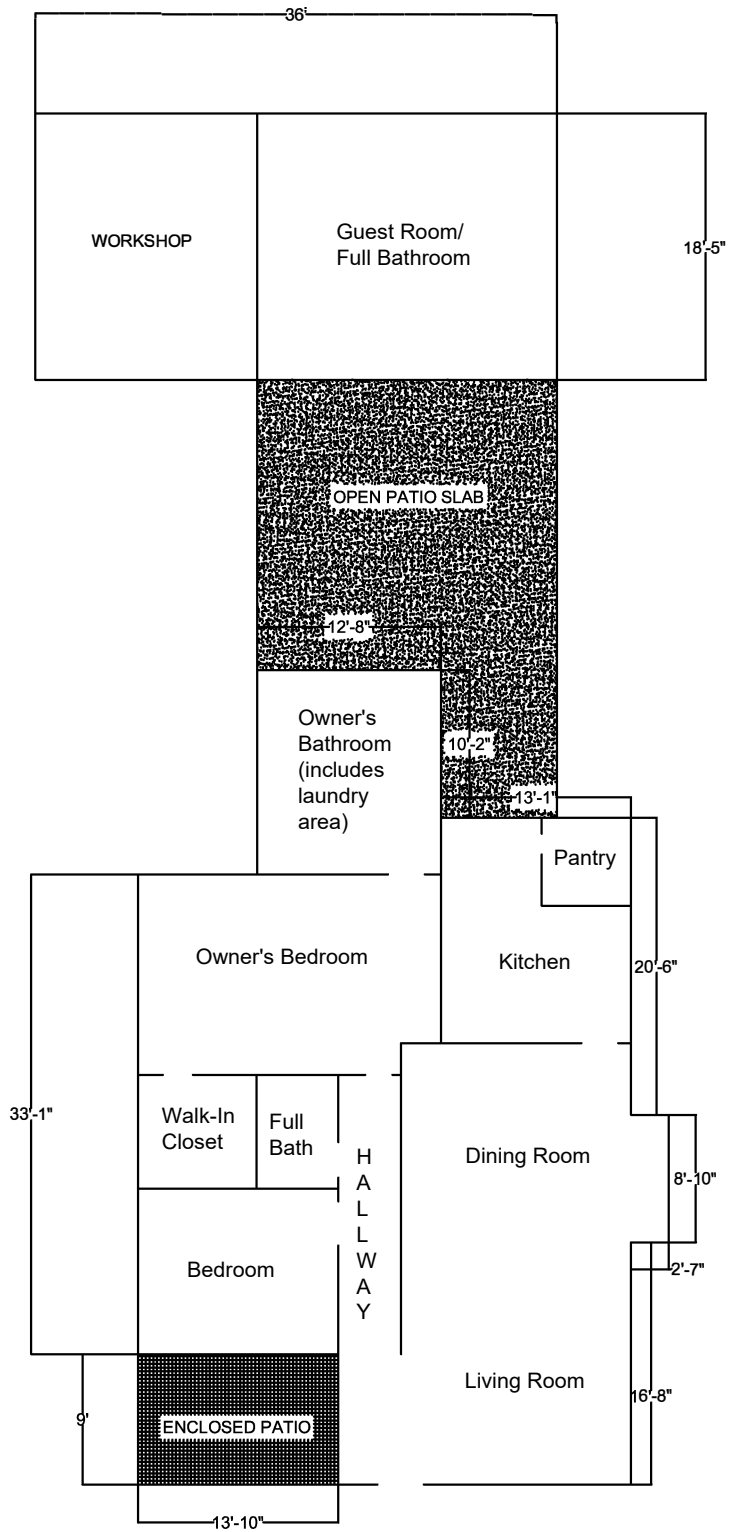 36'
WORKSHOP
Guest Room/
Full Bathroom
18'-5"
OPEN PATIO SLAB
12'-8"
Owner's
Bathroom
(includes
laundry
area)
10'-2"
13'-1"
Pantry
Owner's Bedroom
Kitchen
20'-6"
33'-1"
Walk-In
Closet
Full
Bath
H
A
L
L
W
A
Y
Dining Room
8'-10"
Bedroom
2'-7"
Living Room
16'-8"
9'
ENCLOSED PATIO
13'-10"